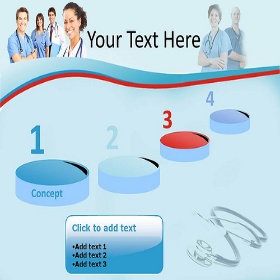 Your Text Here
1
2
3
4
Concept
Click to add text
•Add text 1
•Add text 2
•Add text 3